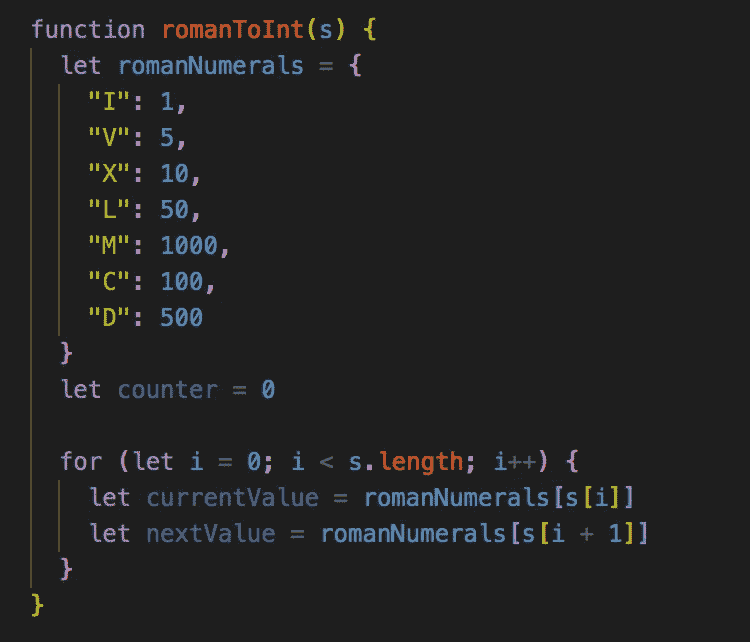 function romanToInt(s) {
  let romanNumerals = {
    "I": 1,
    "V": 5,
    "X": 10,
    "L": 50,
    "M": 1000,
    "C": 100,
    "D": 500
  }
  let counter = 0

  for (let i = 0; i < s.length; i++) {
    let currentValue = romanNumerals[s[i]]
    let nextValue = romanNumerals[s[i + 1]]
  }
}